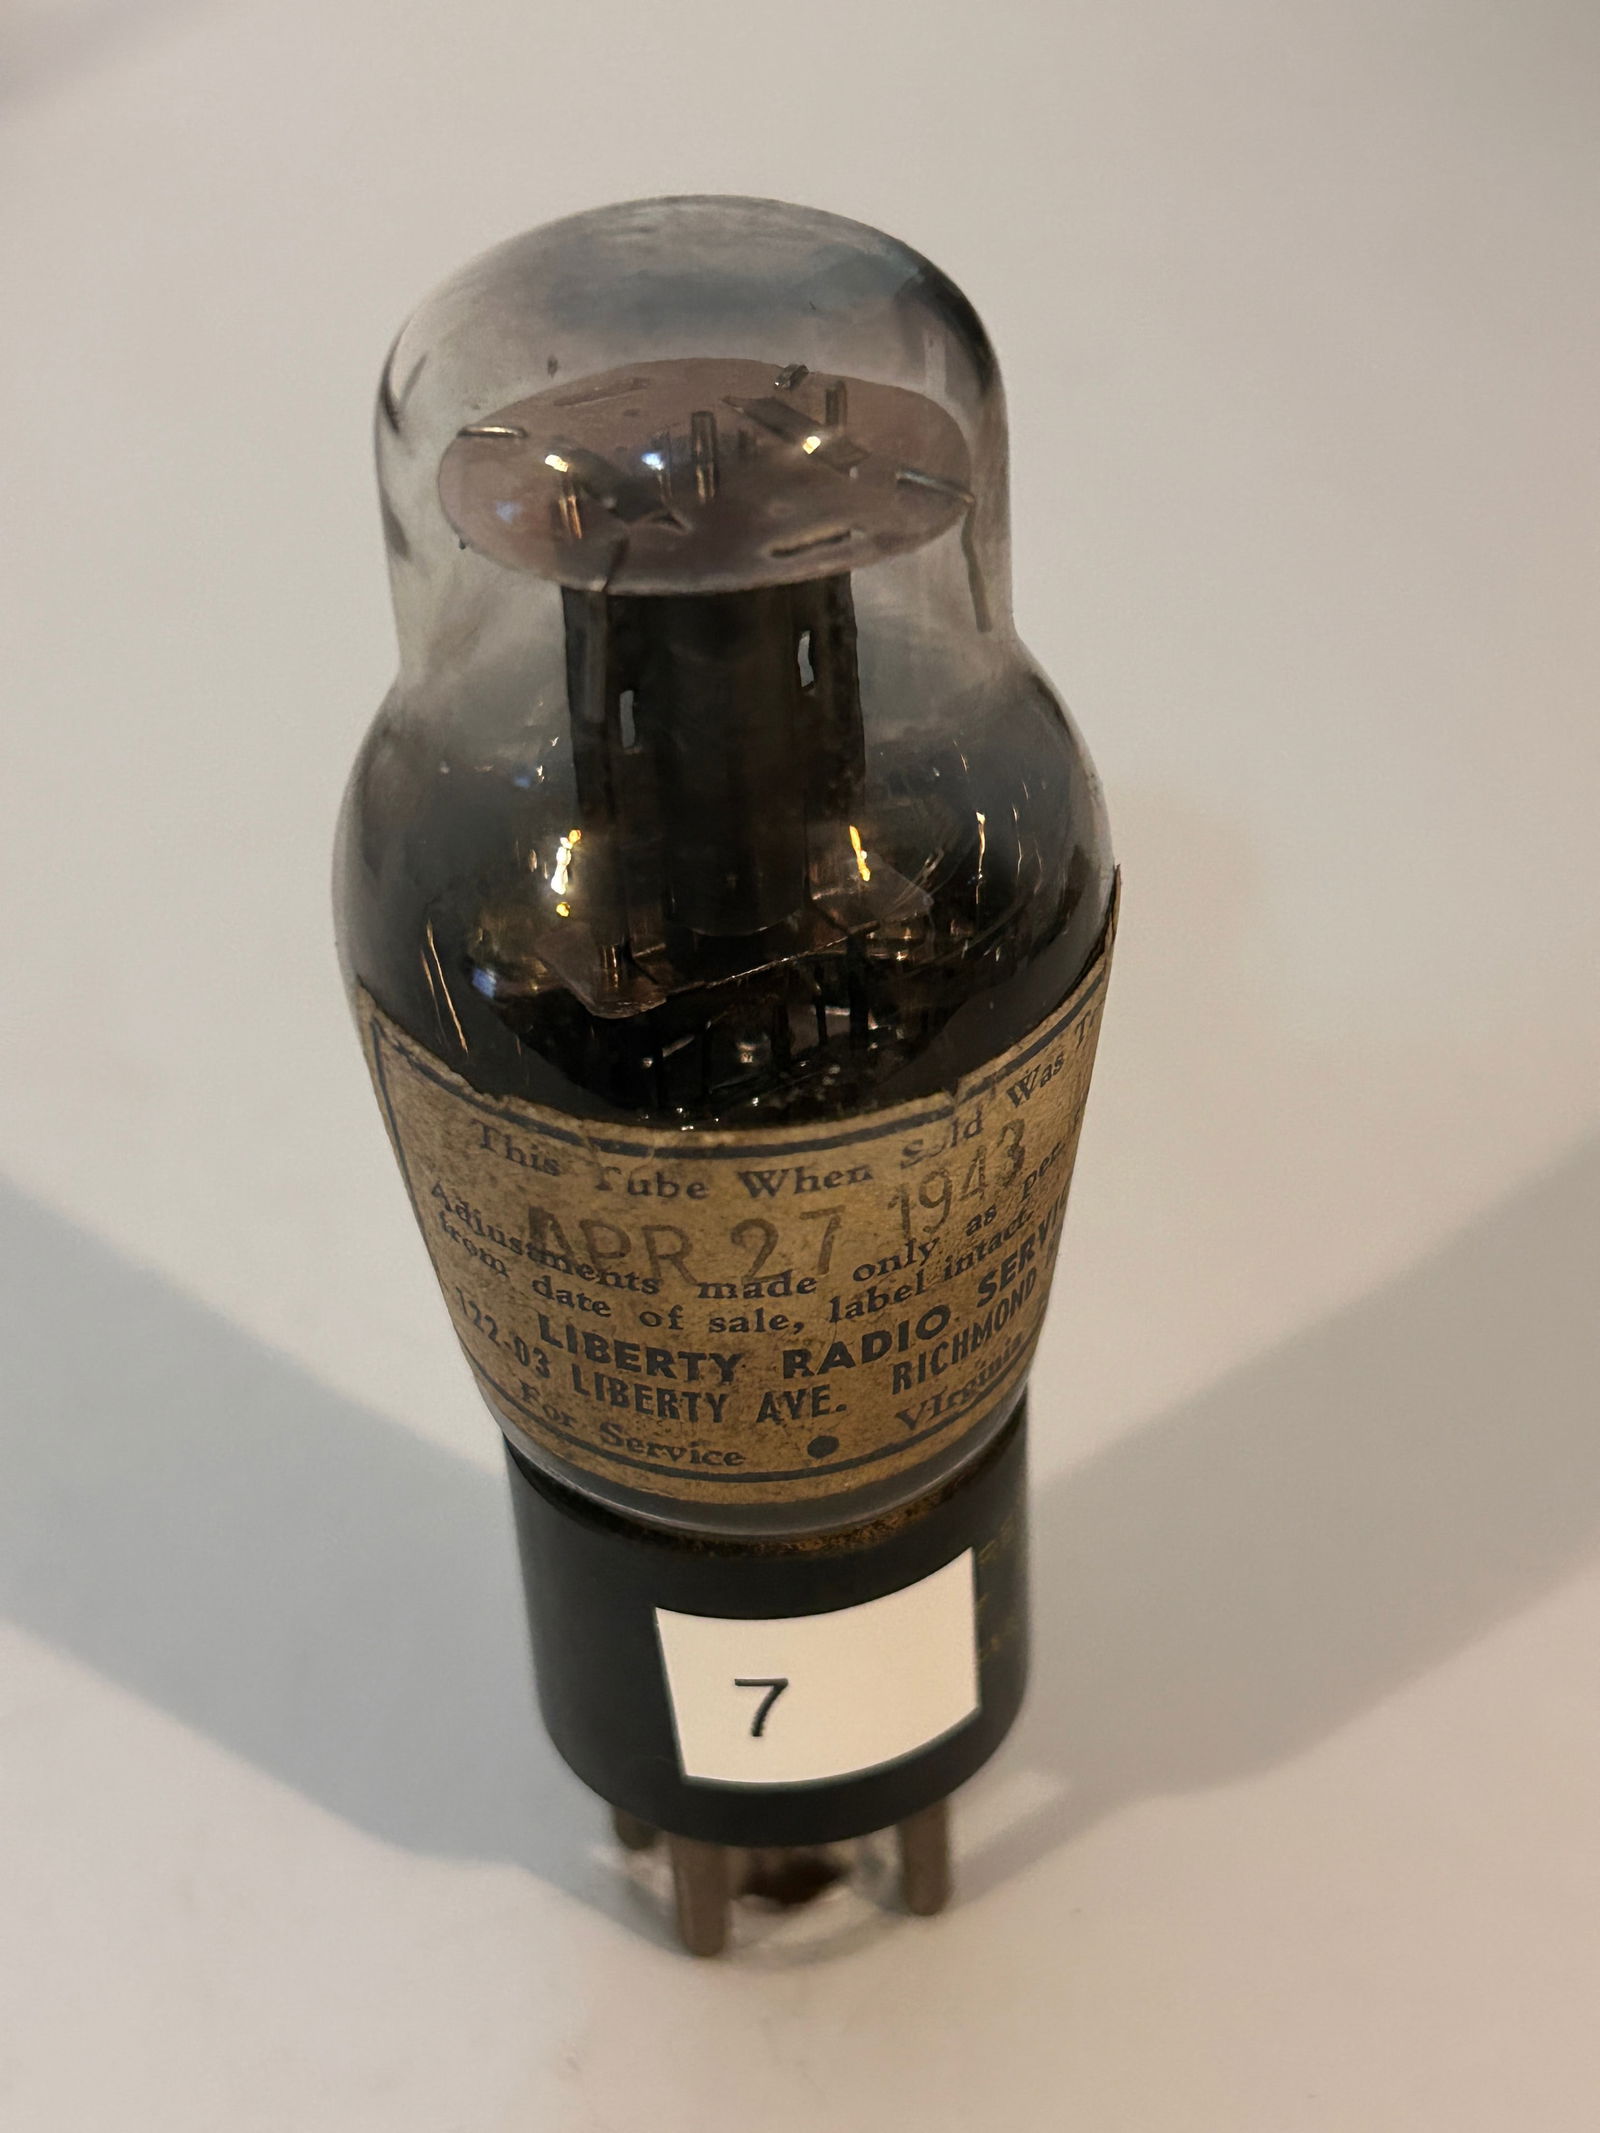 This Tube When Sold Was
APR 27 1943
Adjustments made only as per
from date of sale, label intact.
LIBERTY RADIO
122-03 LIBERTY AVE. RICHMOND
For Service • VIrginia
7